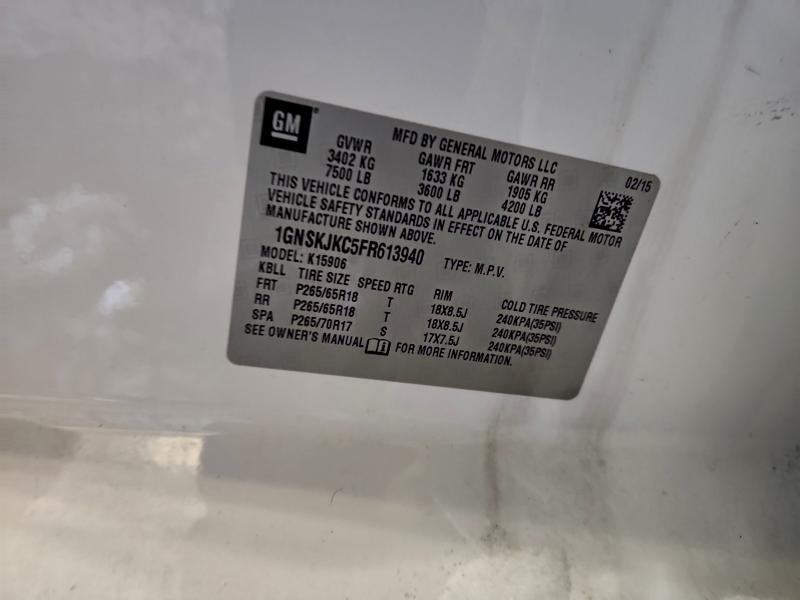 GM®
MFD BY GENERAL MOTORS LLC
02/15
GVWR GAWR FRT GAWR RR
3402 KG 1633 KG 1905 KG
7500 LB 3600 LB 4200 LB
THIS VEHICLE CONFORMS TO ALL APPLICABLE U.S. FEDERAL MOTOR
VEHICLE SAFETY STANDARDS IN EFFECT ON THE DATE OF
MANUFACTURE SHOWN ABOVE.
1GNSKJKC5FR613940 TYPE: M.P.V.
MODEL: K15906
KBLL TIRE SIZE SPEED RTG RIM COLD TIRE PRESSURE
FRT P265/65R18 T 18X8.5J 240KPA(35PSI)
RR P265/65R18 T 18X8.5J 240KPA(35PSI)
SPA P265/70R17 S 17X7.5J 240KPA(35PSI)
SEE OWNER'S MANUAL FOR MORE INFORMATION.